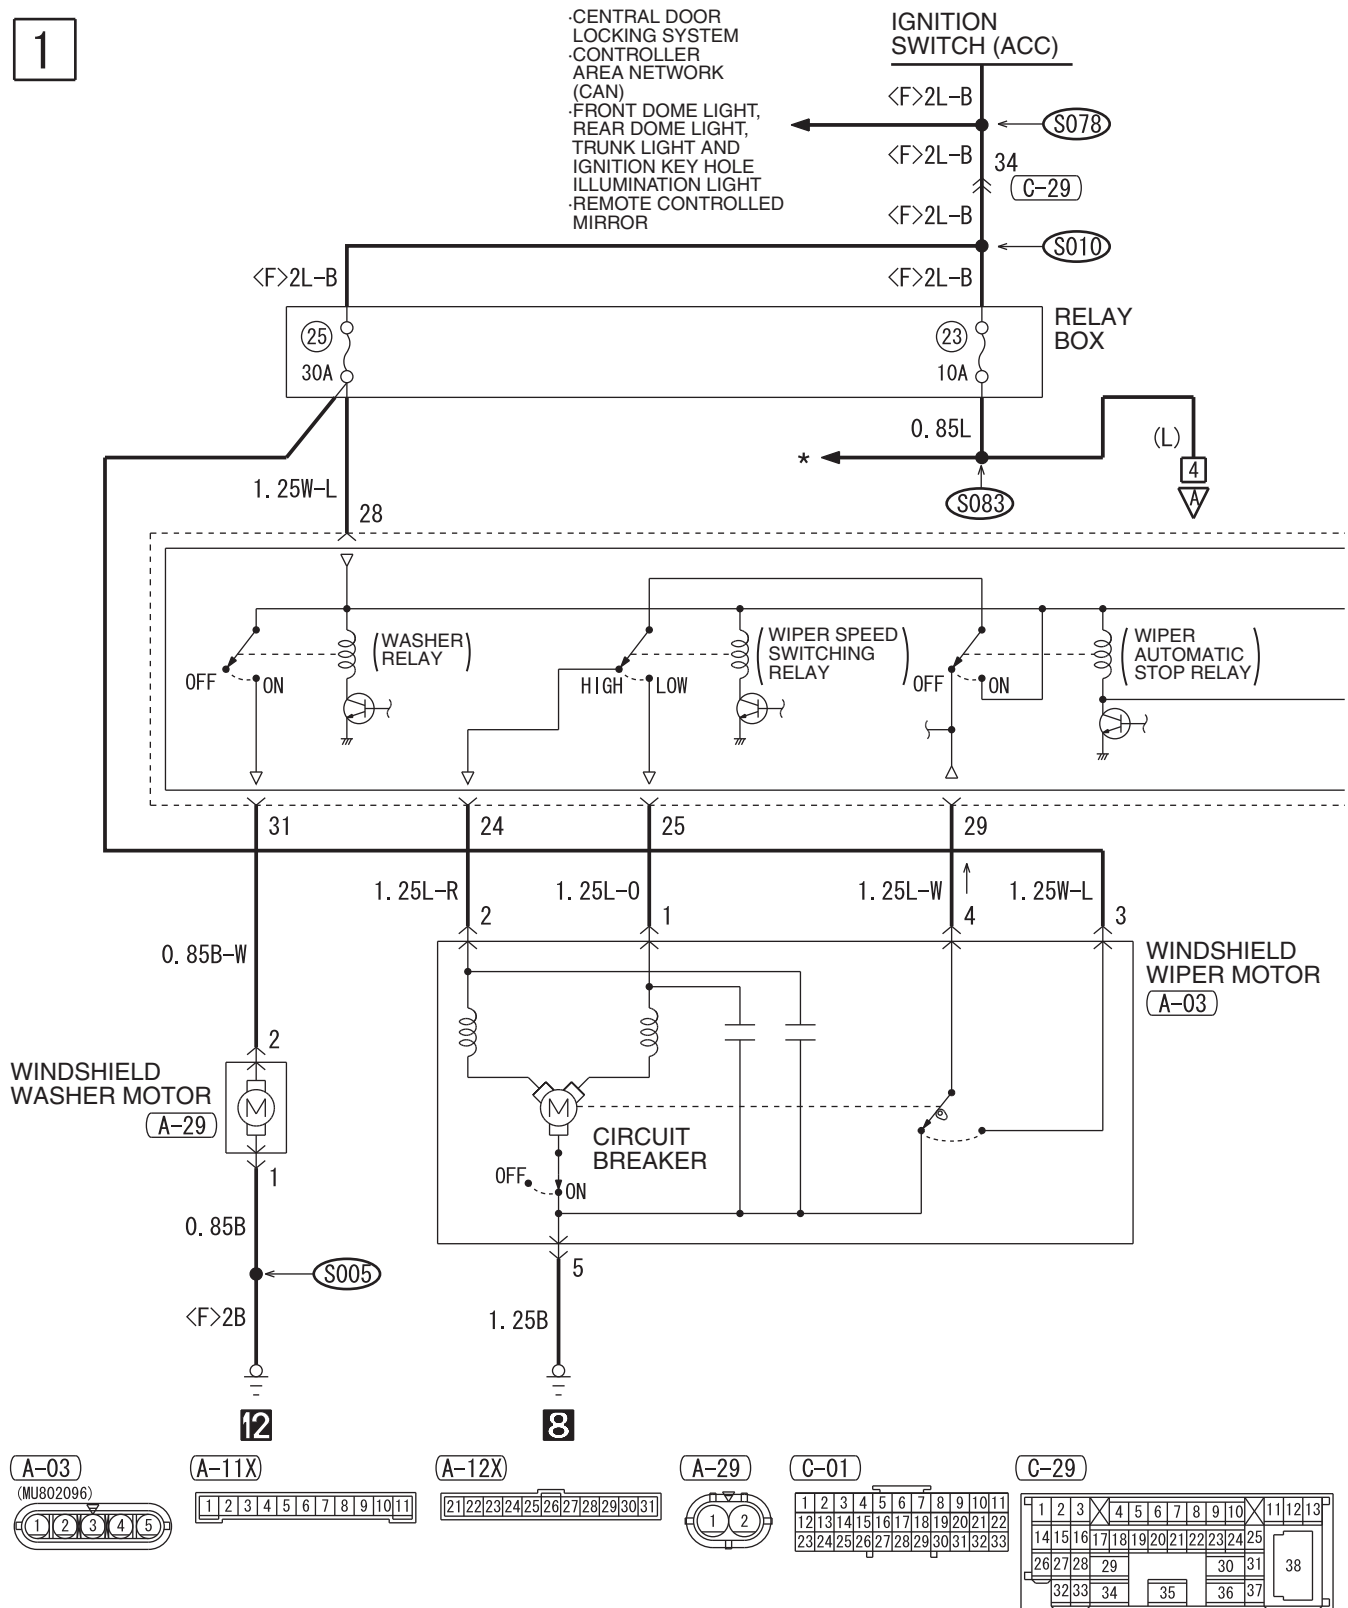 1
·CENTRAL DOOR
LOCKING SYSTEM
·CONTROLLER
AREA NETWORK
(CAN)
·FRONT DOME LIGHT,
REAR DOME LIGHT,
TRUNK LIGHT AND
IGNITION KEY HOLE
ILLUMINATION LIGHT
·REMOTE CONTROLLED
MIRROR
IGNITION
SWITCH (ACC)
<F>2L-B
S078
<F>2L-B
34
C-29
<F>2L-B
S010
<F>2L-B
<F>2L-B
RELAY
BOX
25
30A
23
10A
0.85L
*
(L)
4
A
S083
1.25W-L
28
(WASHER
RELAY)
OFF
ON
(WIPER SPEED
SWITCHING
RELAY)
HIGH
LOW
OFF
ON
(WIPER
AUTOMATIC
STOP RELAY)
31
24
25
29
1.25L-R
1.25L-O
1.25L-W
1.25W-L
2
1
4
3
0.85B-W
WINDSHIELD
WIPER MOTOR
A-03
2
WINDSHIELD
WASHER MOTOR
A-29
M
1
M
CIRCUIT
BREAKER
OFF
ON
0.85B
S005
<F>2B
5
1.25B
12
8
A-03
(MU802096)
1 2 3 4 5
A-11X
1 2 3 4 5 6 7 8 9 10 11
A-12X
21 22 23 24 25 26 27 28 29 30 31
A-29
1 2
C-01
1 2 3 4 5 6 7 8 9 10 11
12 13 14 15 16 17 18 19 20 21 22
23 24 25 26 27 28 29 30 31 32 33
C-29
1 2 3 4 5 6 7 8 9 10 11 12 13
14 15 16 17 18 19 20 21 22 23 24 25
26 27 28 29 30 31 38
32 33 34 35 36 37